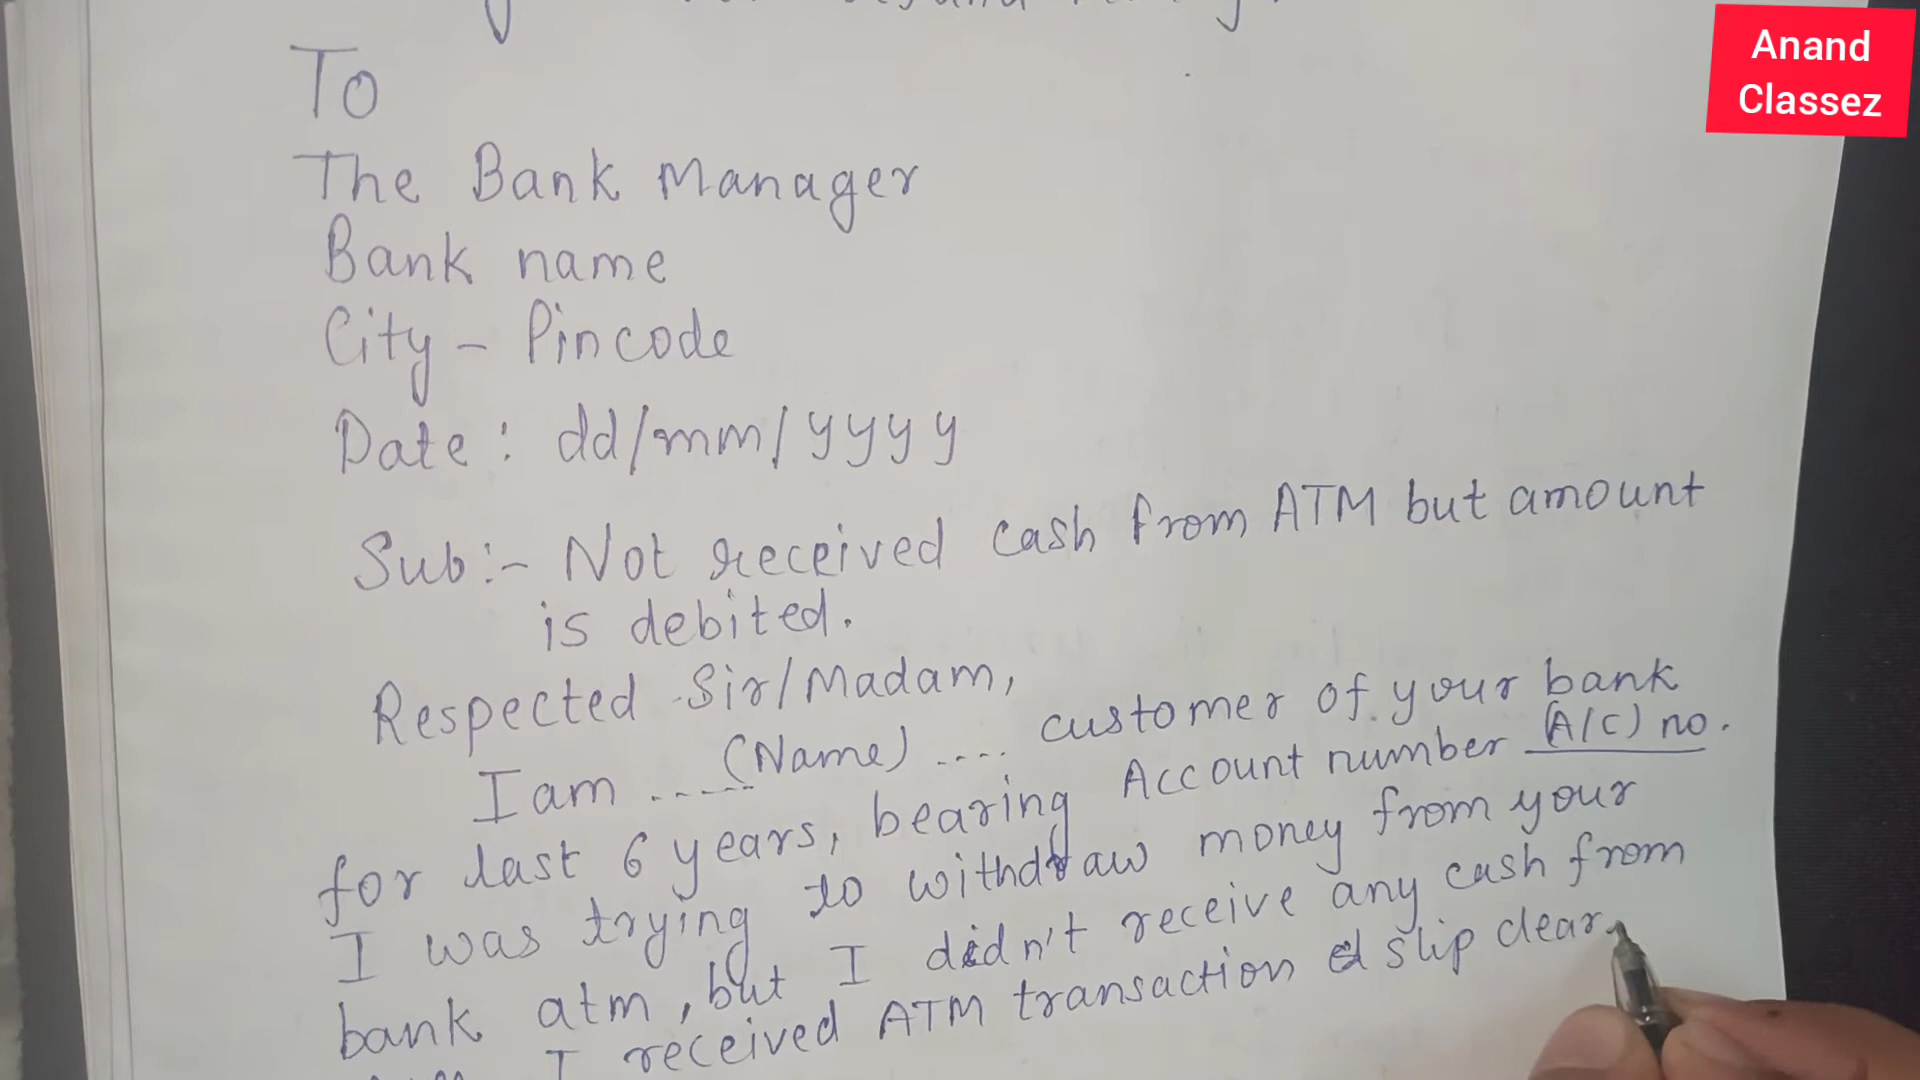 Anand
Classez
To
The Bank Manager
Bank name
City - Pincode
Date : dd/mm/yyyy
Sub:- Not received cash from ATM but amount
is debited.
Respected Sir/Madam,
I am ......(Name).... customer of your bank
for last 6 years, bearing Account number (A/C) no.
I was trying to withdraw money from your
bank atm, but I didn't receive any cash from
I received ATM transaction slip clear